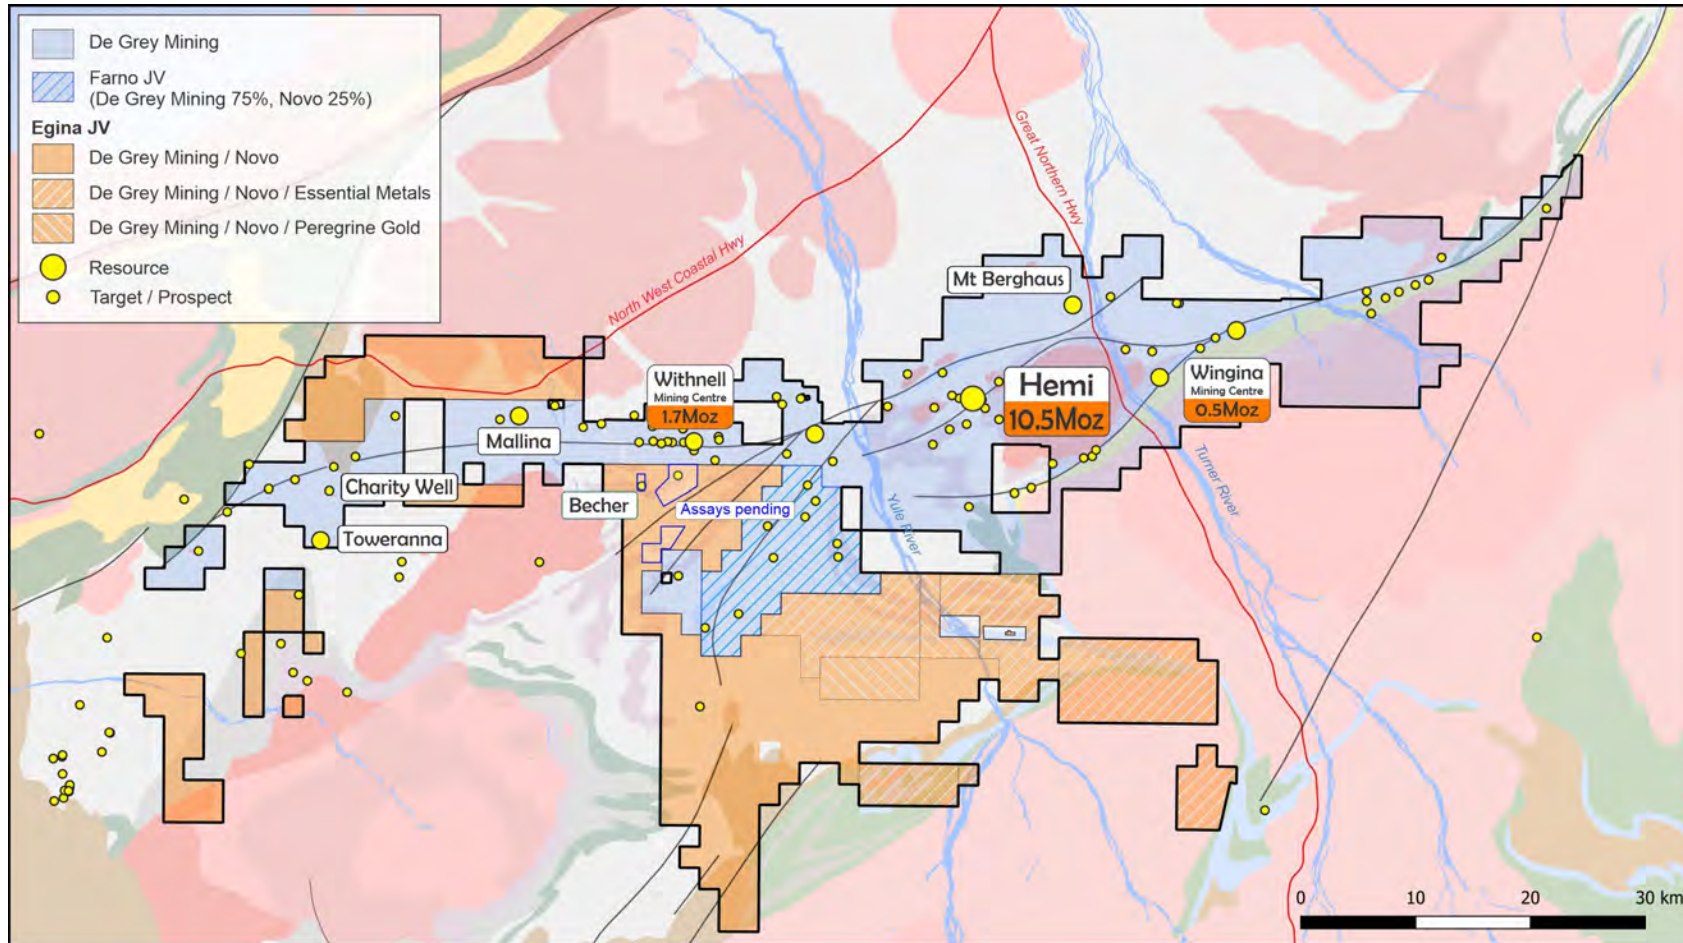 De Grey Mining
Farno JV
(De Grey Mining 75%, Novo 25%)
Egina JV
De Grey Mining / Novo
De Grey Mining / Novo / Essential Metals
De Grey Mining / Novo / Peregrine Gold
Resource
Target / Prospect
North West Coastal Hwy
Great Northern Hwy
Mt Berghaus
Withnell
Mining Centre
1.7Moz
Hemi
10.5Moz
Wingina
Mining Centre
0.5Moz
Mallina
Charity Well
Becher
Assays pending
Toweranna
Yule River
Turner River
0
10
20
30 km